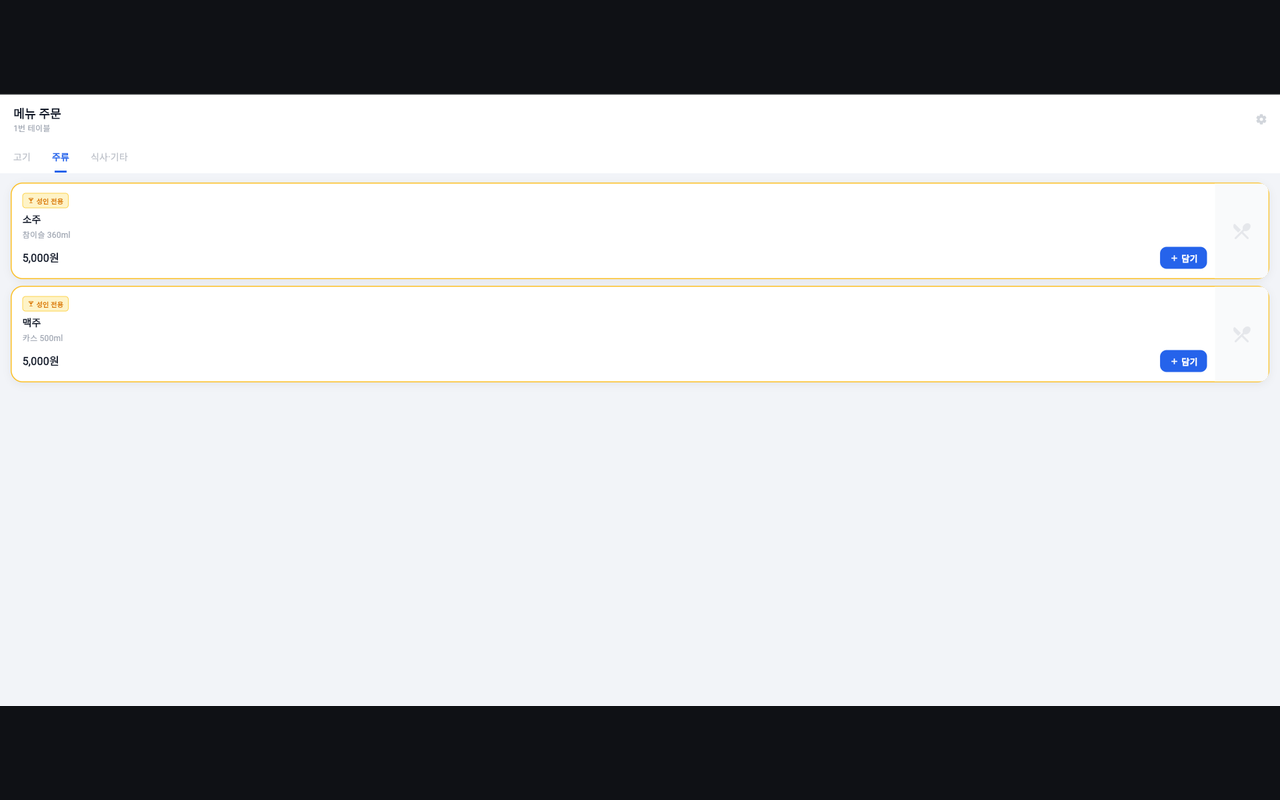 메뉴 주문
1번 테이블
고기 주류 식사·기타
성인 전용
소주
참이슬 360ml
5,000원
+ 담기
성인 전용
맥주
카스 500ml
5,000원
+ 담기